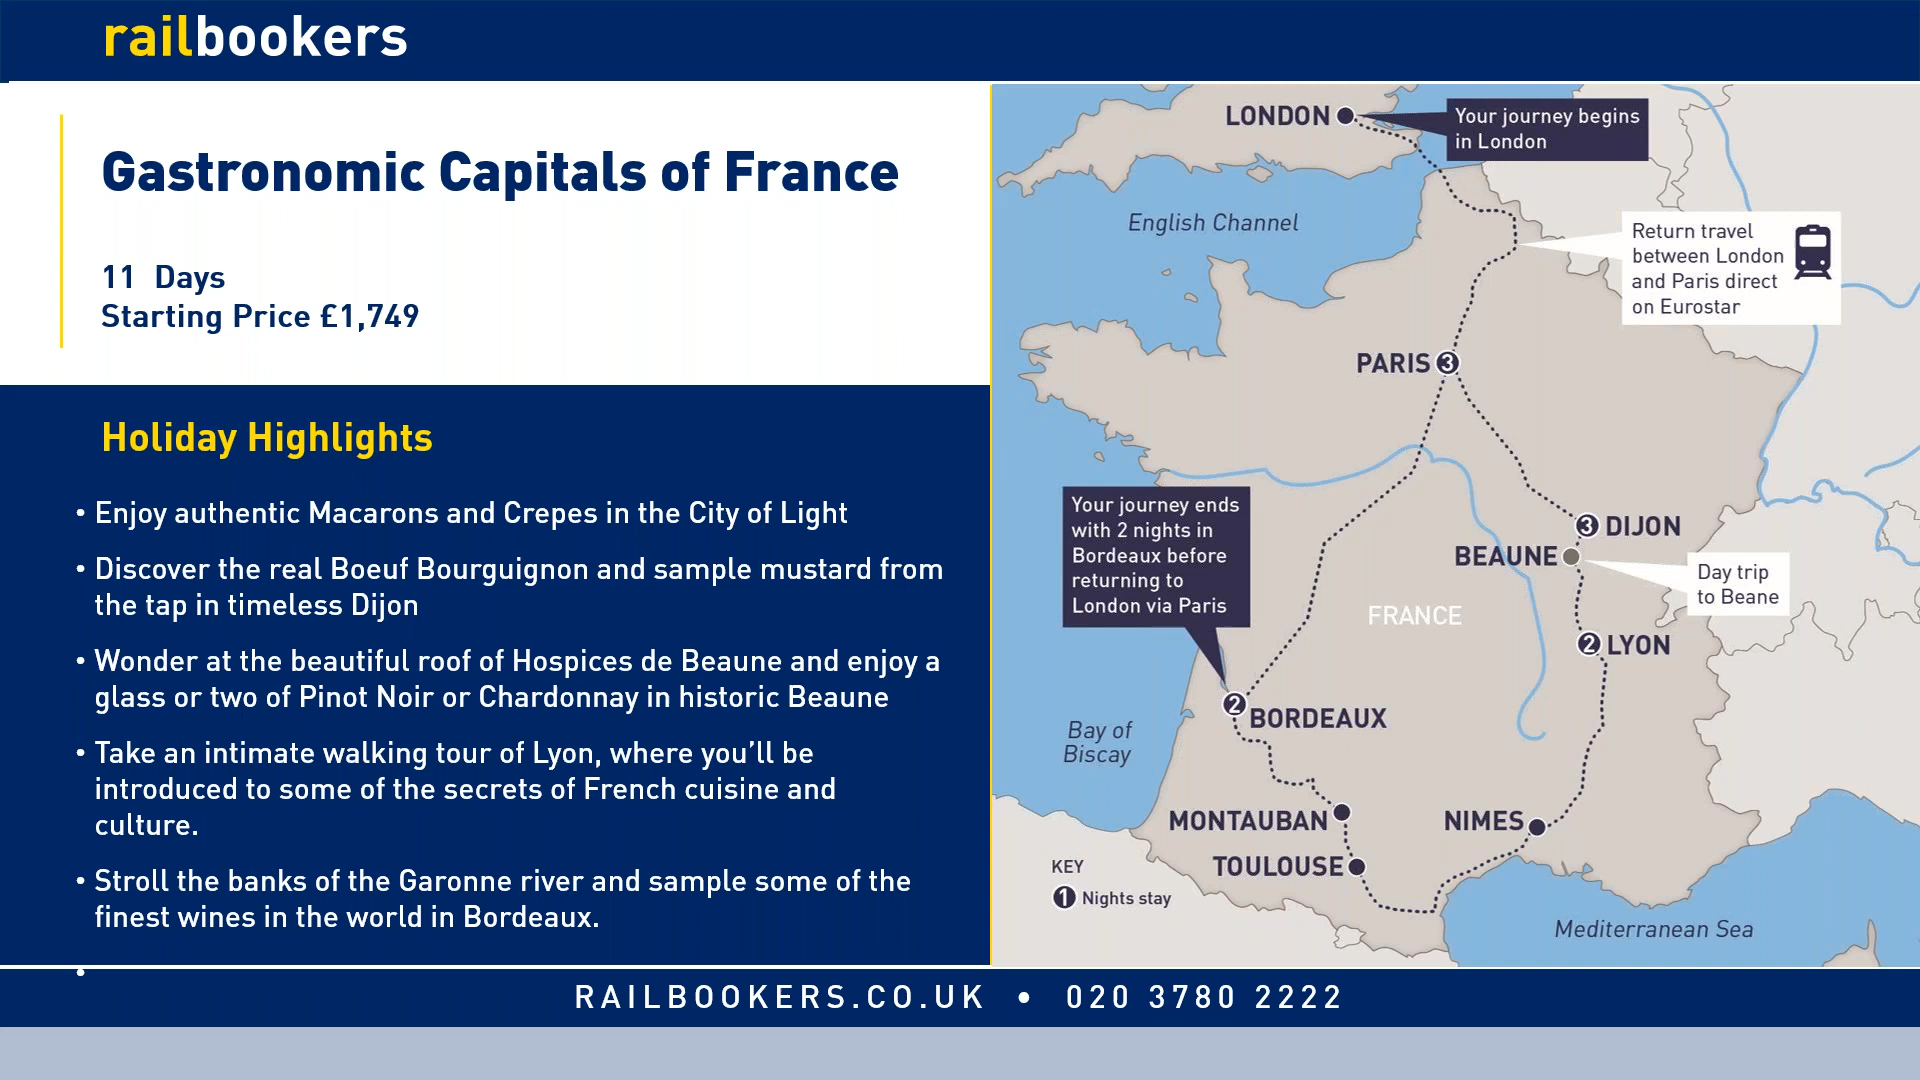 railbookers
Gastronomic Capitals of France
11 Days
Starting Price £1,749
Holiday Highlights
• Enjoy authentic Macarons and Crepes in the City of Light
• Discover the real Boeuf Bourguignon and sample mustard from
the tap in timeless Dijon
• Wonder at the beautiful roof of Hospices de Beaune and enjoy a
glass or two of Pinot Noir or Chardonnay in historic Beaune
• Take an intimate walking tour of Lyon, where you’ll be
introduced to some of the secrets of French cuisine and
culture.
• Stroll the banks of the Garonne river and sample some of the
finest wines in the world in Bordeaux.
•
LONDON
Your journey begins
in London
English Channel
Return travel
between London
and Paris direct
on Eurostar
PARIS 3
Your journey ends
with 2 nights in
Bordeaux before
returning to
London via Paris
3 DIJON
BEAUNE
Day trip
to Beane
FRANCE
2 LYON
2 BORDEAUX
Bay of
Biscay
MONTAUBAN
NIMES
TOULOUSE
KEY
1 Nights stay
Mediterranean Sea
RAILBOOKERS.CO.UK • 020 3780 2222